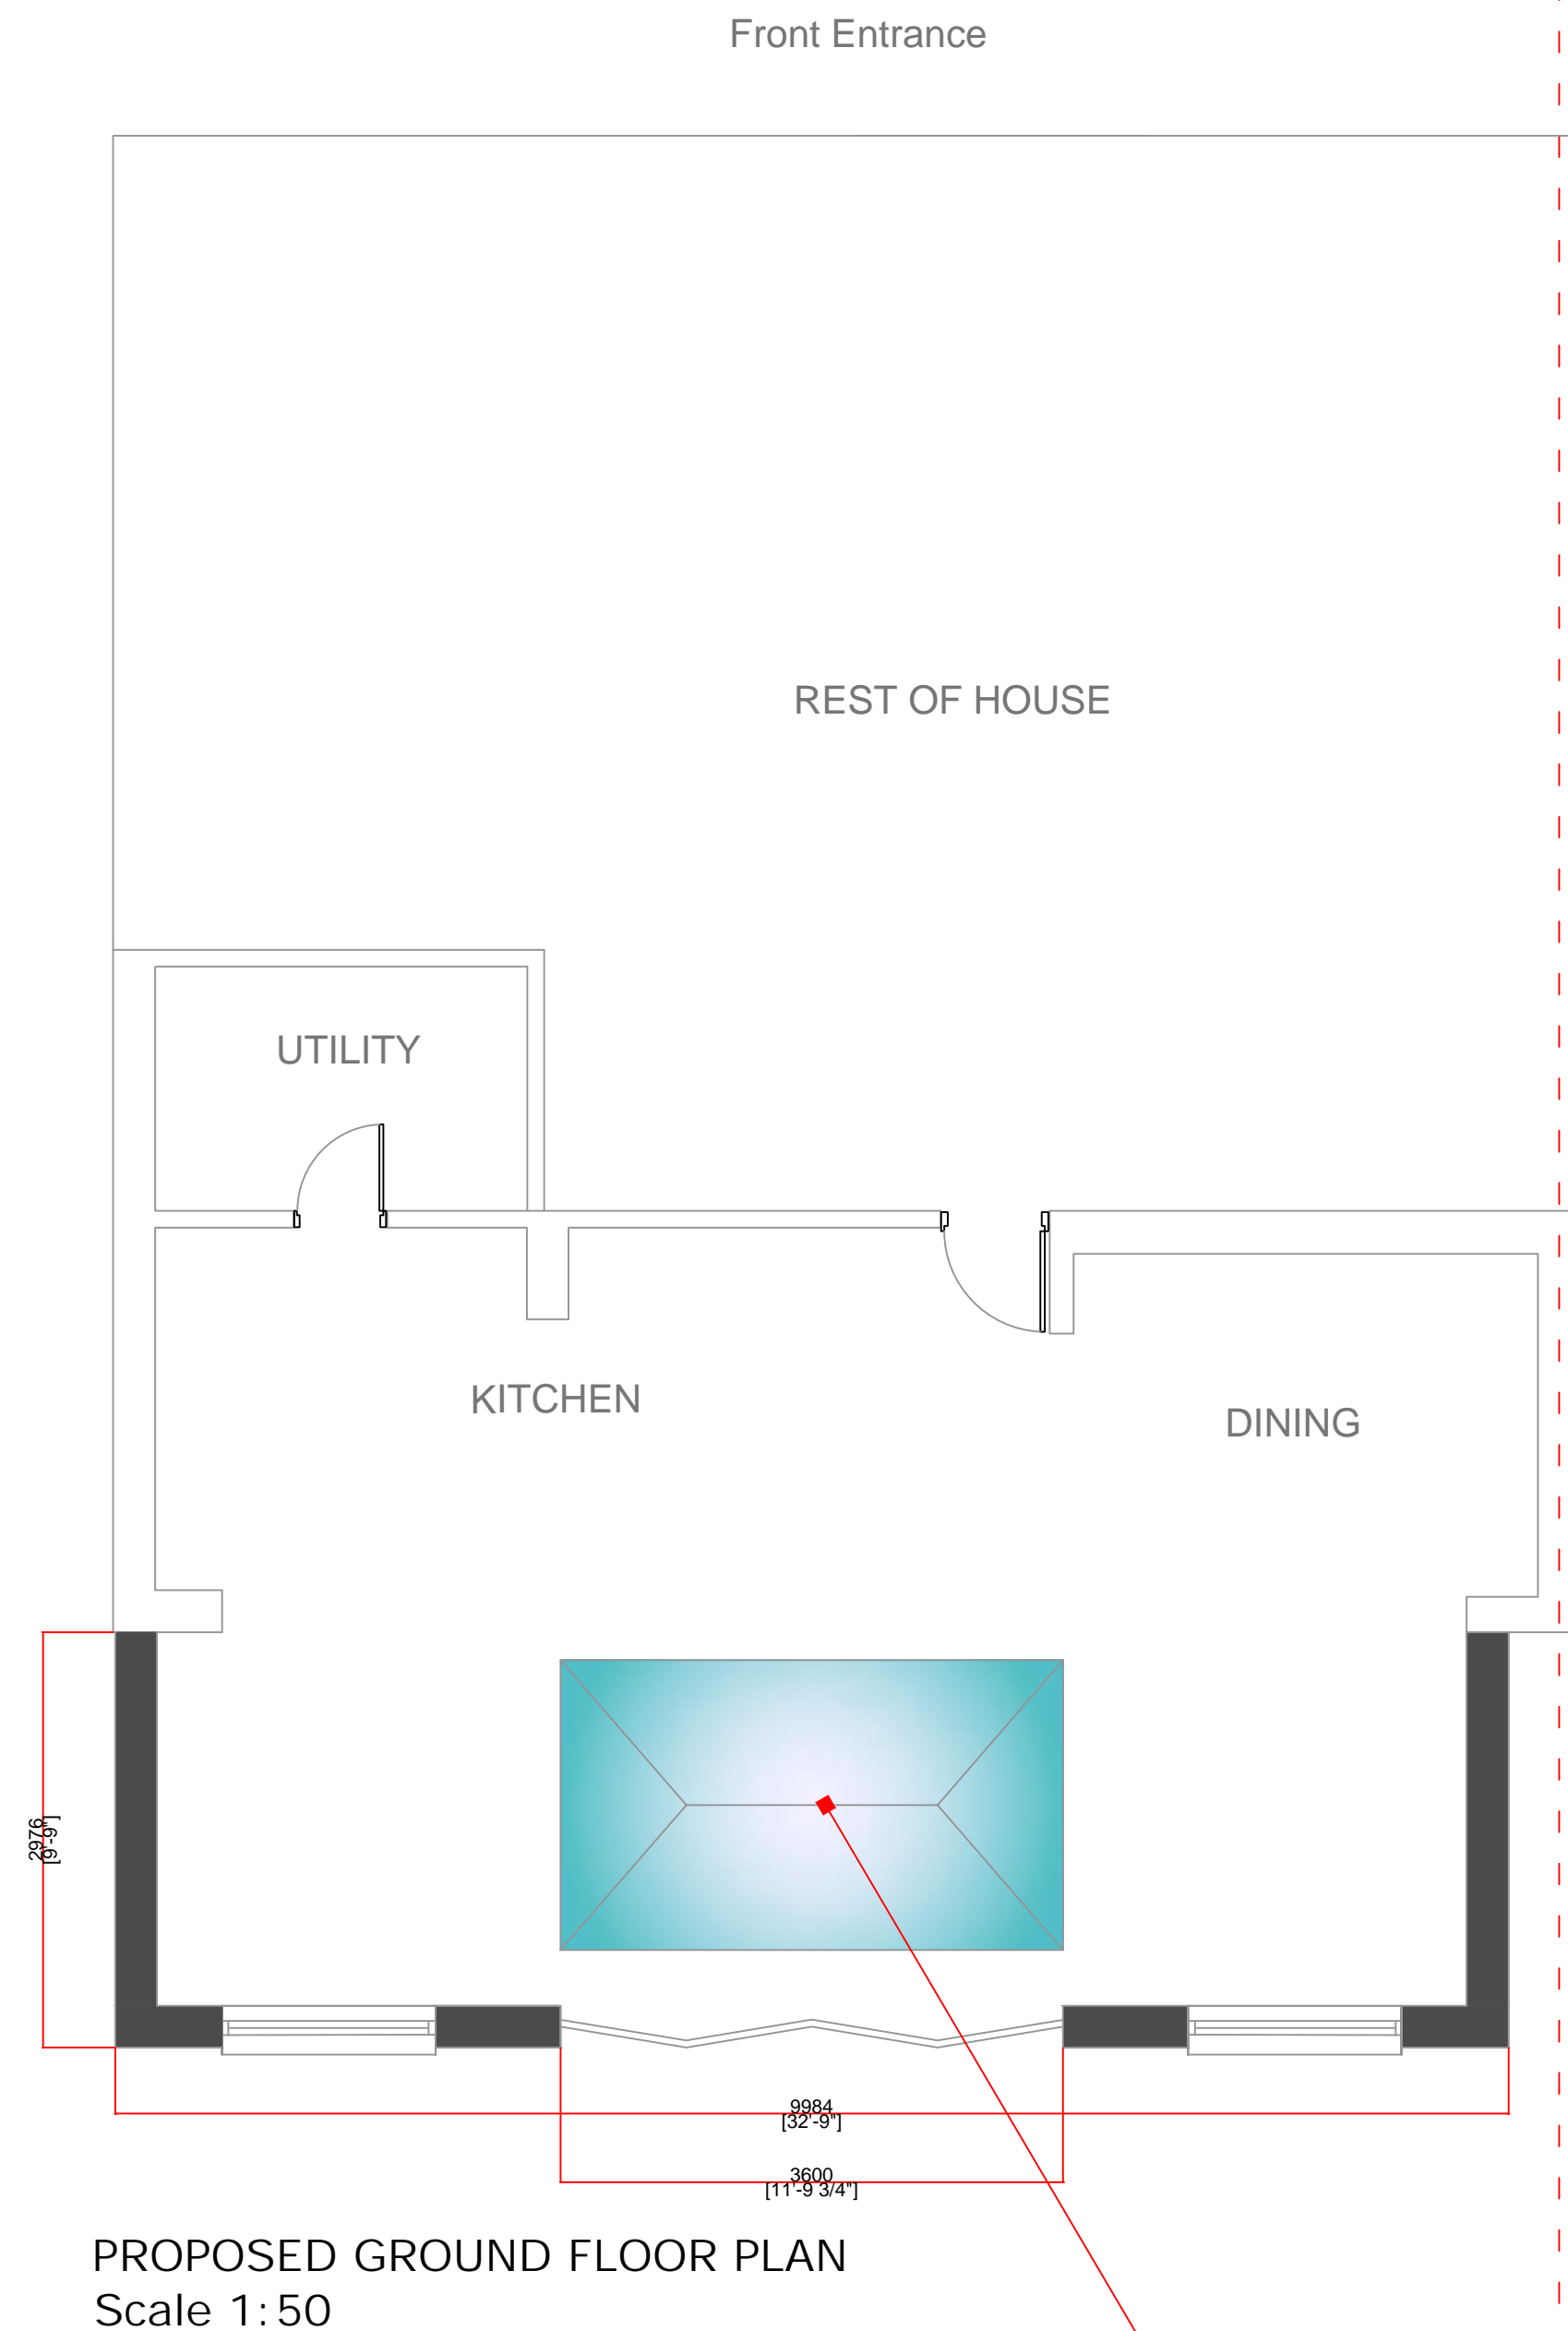 Front Entrance
REST OF HOUSE
UTILITY
KITCHEN
DINING
2976
[9'-9"]
9984
[32'-9"]
3600
[11'-9 3/4"]
PROPOSED GROUND FLOOR PLAN
Scale 1:50